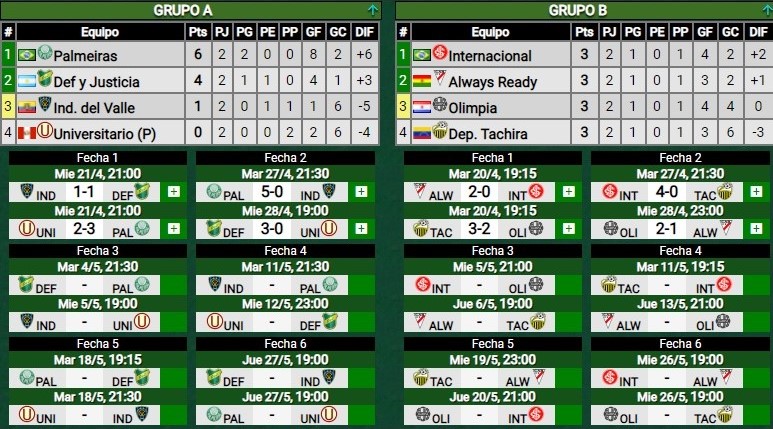 GRUPO A
# Equipo Pts PJ PG PE PP GF GC DIF
1 Palmeiras 6 2 2 0 0 8 2 +6
2 Def y Justicia 4 2 1 1 0 4 1 +3
3 Ind. del Valle 1 2 0 1 1 1 6 -5
4 Universitario (P) 0 2 0 0 2 2 6 -4
Fecha 1 Fecha 2
Mie 21/4, 21:00 Mar 27/4, 21:30
IND 1-1 DEF + PAL 5-0 IND +
Mie 21/4, 21:00 Mie 28/4, 19:00
UNI 2-3 PAL + DEF 3-0 UNI +
Fecha 3 Fecha 4
Mar 4/5, 21:30 Mar 11/5, 21:30
DEF - PAL IND - PAL
Mie 5/5, 19:00 Mie 12/5, 23:00
IND - UNI UNI - DEF
Fecha 5 Fecha 6
Mar 18/5, 19:15 Jue 27/5, 19:00
PAL - DEF DEF - IND
Mar 18/5, 21:30 Jue 27/5, 19:00
UNI - IND PAL - UNI
GRUPO B
# Equipo Pts PJ PG PE PP GF GC DIF
1 Internacional 3 2 1 0 1 4 2 +2
2 Always Ready 3 2 1 0 1 3 2 +1
3 Olimpia 3 2 1 0 1 4 4 0
4 Dep. Tachira 3 2 1 0 1 3 6 -3
Fecha 1 Fecha 2
Mar 20/4, 19:15 Mar 27/4, 21:30
ALW 2-0 INT + INT 4-0 TAC +
Mar 20/4, 19:15 Mie 28/4, 23:00
TAC 3-2 OLI + OLI 2-1 ALW +
Fecha 3 Fecha 4
Mie 5/5, 21:00 Mar 11/5, 19:15
INT - OLI TAC - INT
Jue 6/5, 19:00 Jue 13/5, 21:00
ALW - TAC ALW - OLI
Fecha 5 Fecha 6
Mie 19/5, 23:00 Mie 26/5, 19:00
TAC - ALW INT - ALW
Jue 20/5, 21:00 Mie 26/5, 19:00
OLI - INT OLI - TAC